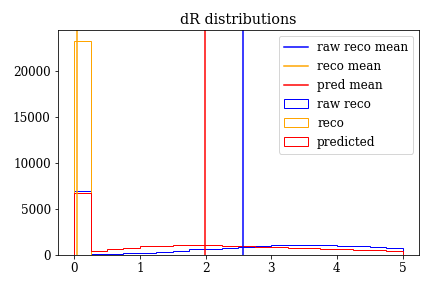 dR distributions
raw reco mean
reco mean
pred mean
raw reco
reco
predicted
20000
15000
10000
5000
0
0 1 2 3 4 5